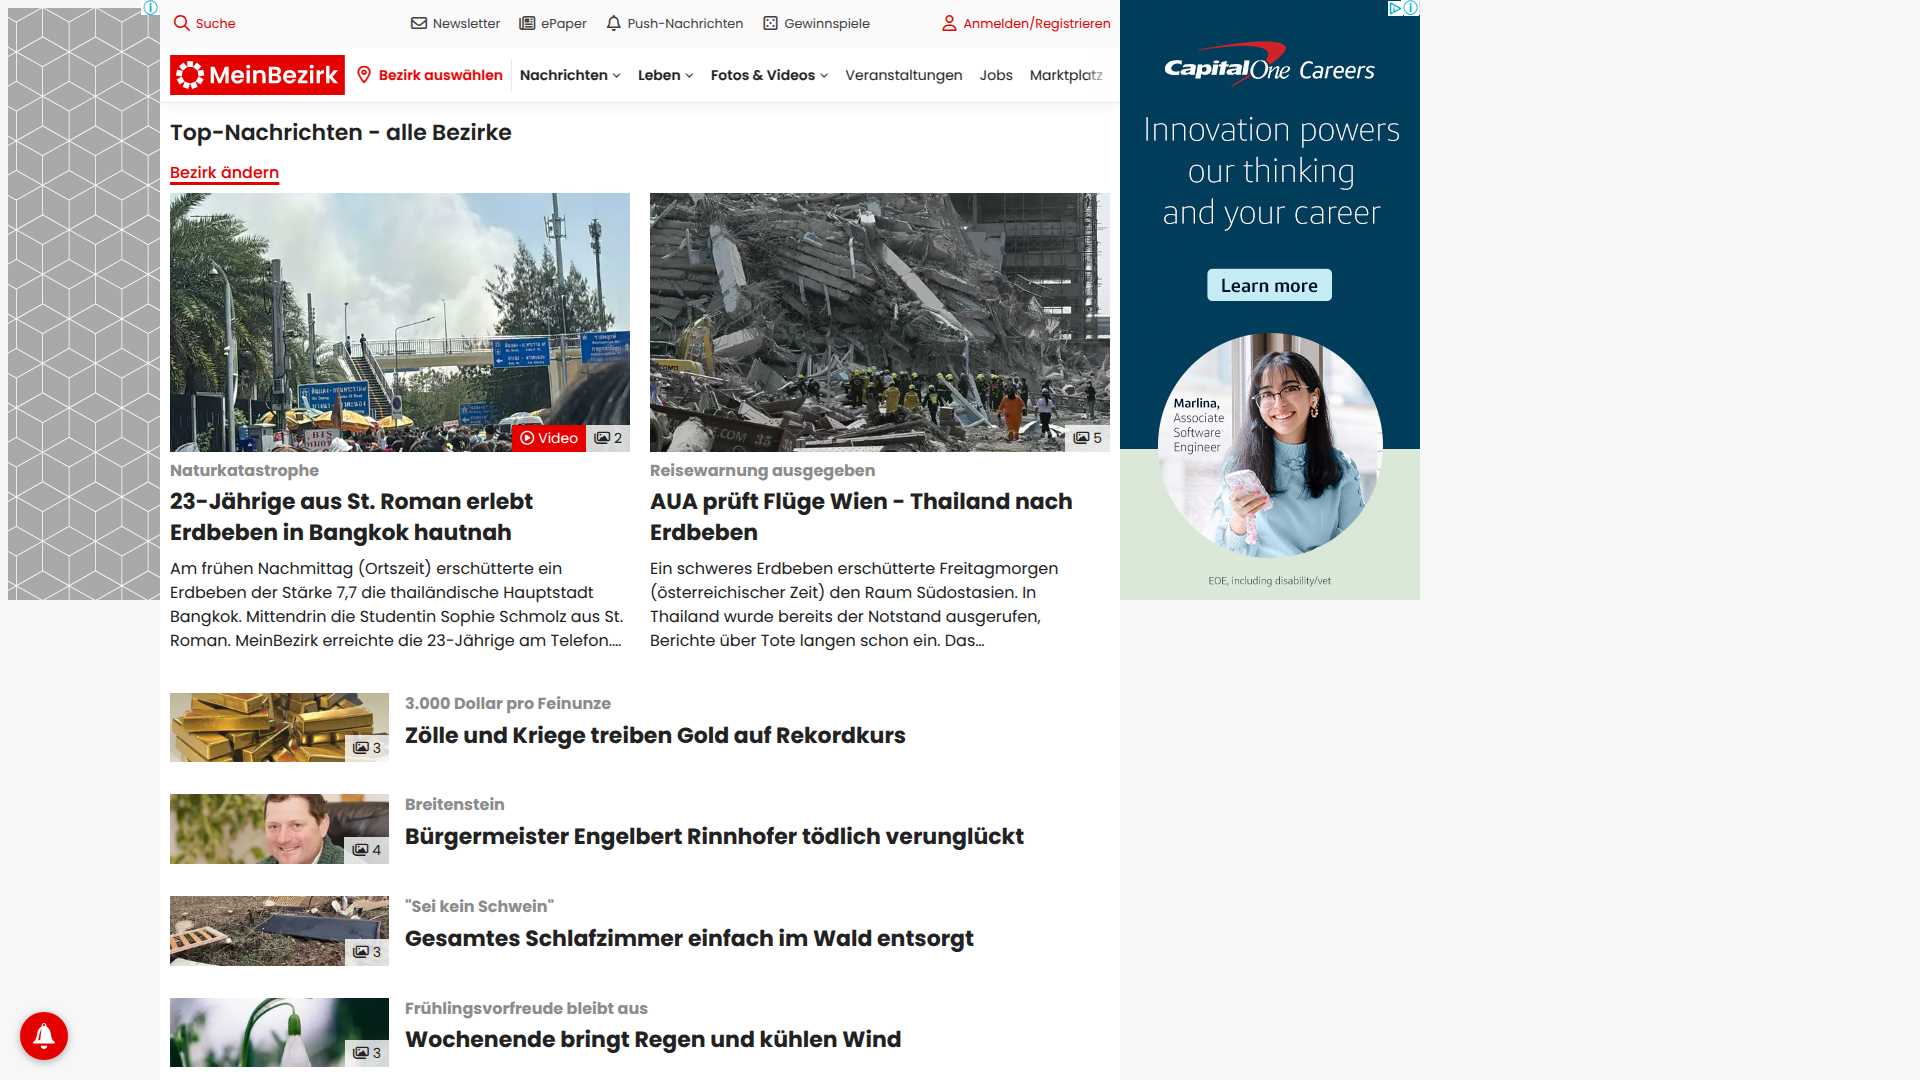 Suche
Newsletter
ePaper
Push-Nachrichten
Gewinnspiele
Anmelden/Registrieren
MeinBezirk
Bezirk auswählen
Nachrichten
Leben
Fotos & Videos
Veranstaltungen
Jobs
Marktplatz
Top-Nachrichten - alle Bezirke
Bezirk ändern
Video
2
Naturkatastrophe
23-Jährige aus St. Roman erlebt
Erdbeben in Bangkok hautnah
Am frühen Nachmittag (Ortszeit) erschütterte ein
Erdbeben der Stärke 7,7 die thailändische Hauptstadt
Bangkok. Mittendrin die Studentin Sophie Schmolz aus St.
Roman. MeinBezirk erreichte die 23-Jährige am Telefon....
5
Reisewarnung ausgegeben
AUA prüft Flüge Wien - Thailand nach
Erdbeben
Ein schweres Erdbeben erschütterte Freitagmorgen
(österreichischer Zeit) den Raum Südostasien. In
Thailand wurde bereits der Notstand ausgerufen,
Berichte über Tote langen schon ein. Das...
3
3.000 Dollar pro Feinunze
Zölle und Kriege treiben Gold auf Rekordkurs
4
Breitenstein
Bürgermeister Engelbert Rinnhofer tödlich verunglückt
3
"Sei kein Schwein"
Gesamtes Schlafzimmer einfach im Wald entsorgt
3
Frühlingsvorfreude bleibt aus
Wochenende bringt Regen und kühlen Wind
Capital One Careers
Innovation powers
our thinking
and your career
Learn more
Marlina,
Associate
Software
Engineer
EOE, including disability/vet